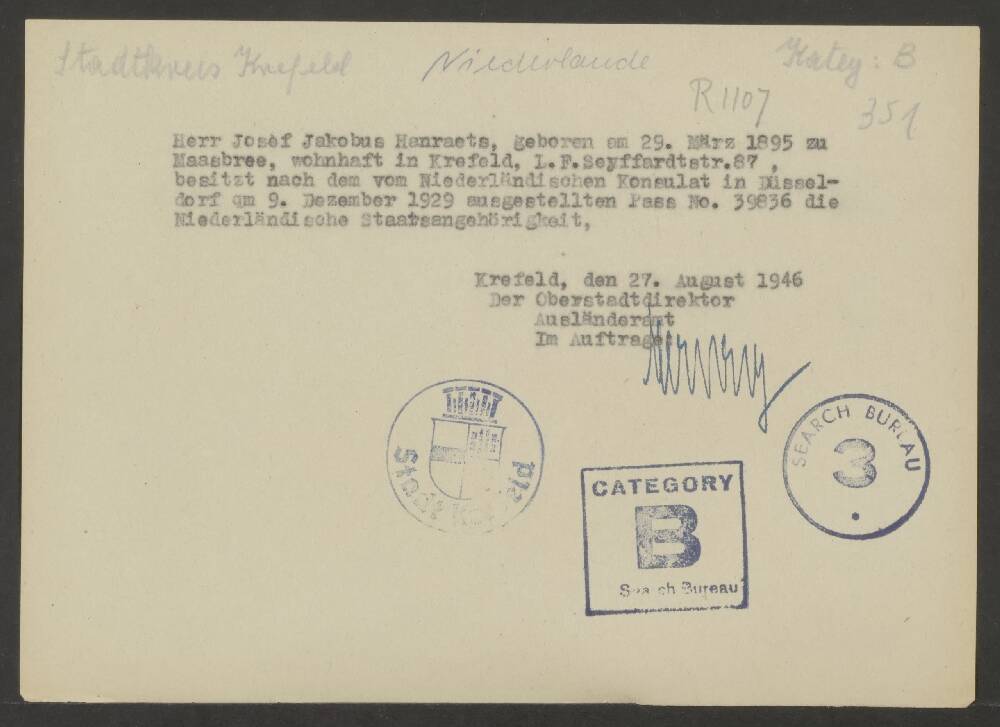 Stadtkreis Krefeld
Niederlande
Kateg: B
R 1107
351
Herr Josef Jakobus Hanraets, geboren am 29. März 1895 zu
Maasbree, wohnhaft in Krefeld, L.F.Seyffardtstr.87 ,
besitzt nach dem vom Niederländischen Konsulat in Düssel-
dorf am 9. Dezember 1929 ausgestellten Pass No. 39836 die
Niederländische Staatsangehörigkeit,
Krefeld, den 27. August 1946
Der Oberstadtdirektor
Ausländeramt
Im Auftrage:
Stadt Krefeld
SEARCH BUREAU
3
CATEGORY
B
Search Bureau